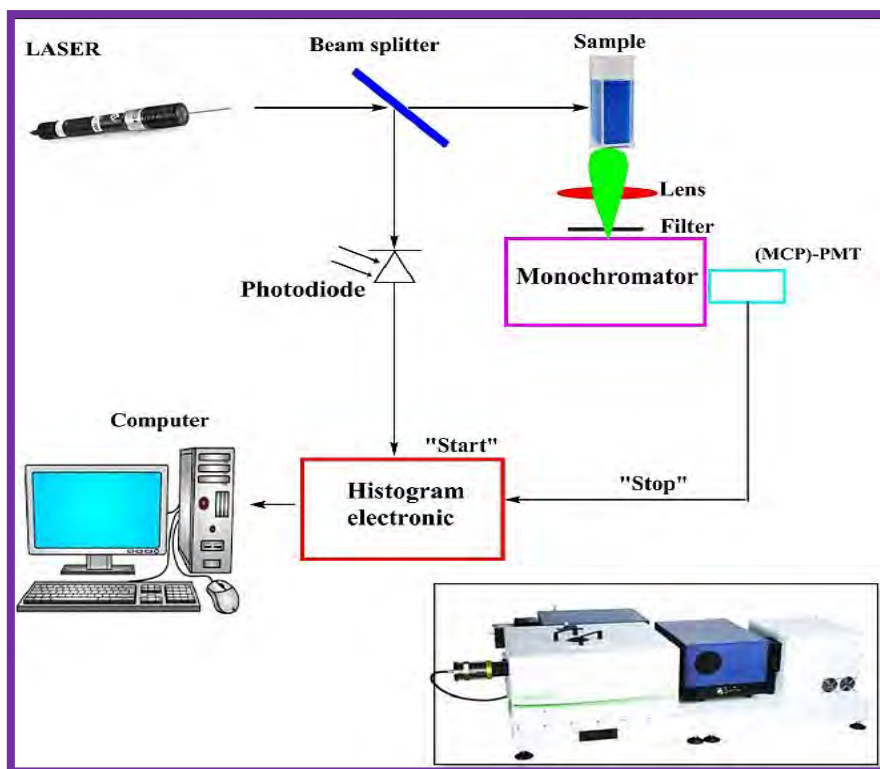 LASER
Beam splitter
Sample
Lens
Filter
(MCP)-PMT
Monochromator
Photodiode
Computer
"Start"
Histogram
electronic
"Stop"